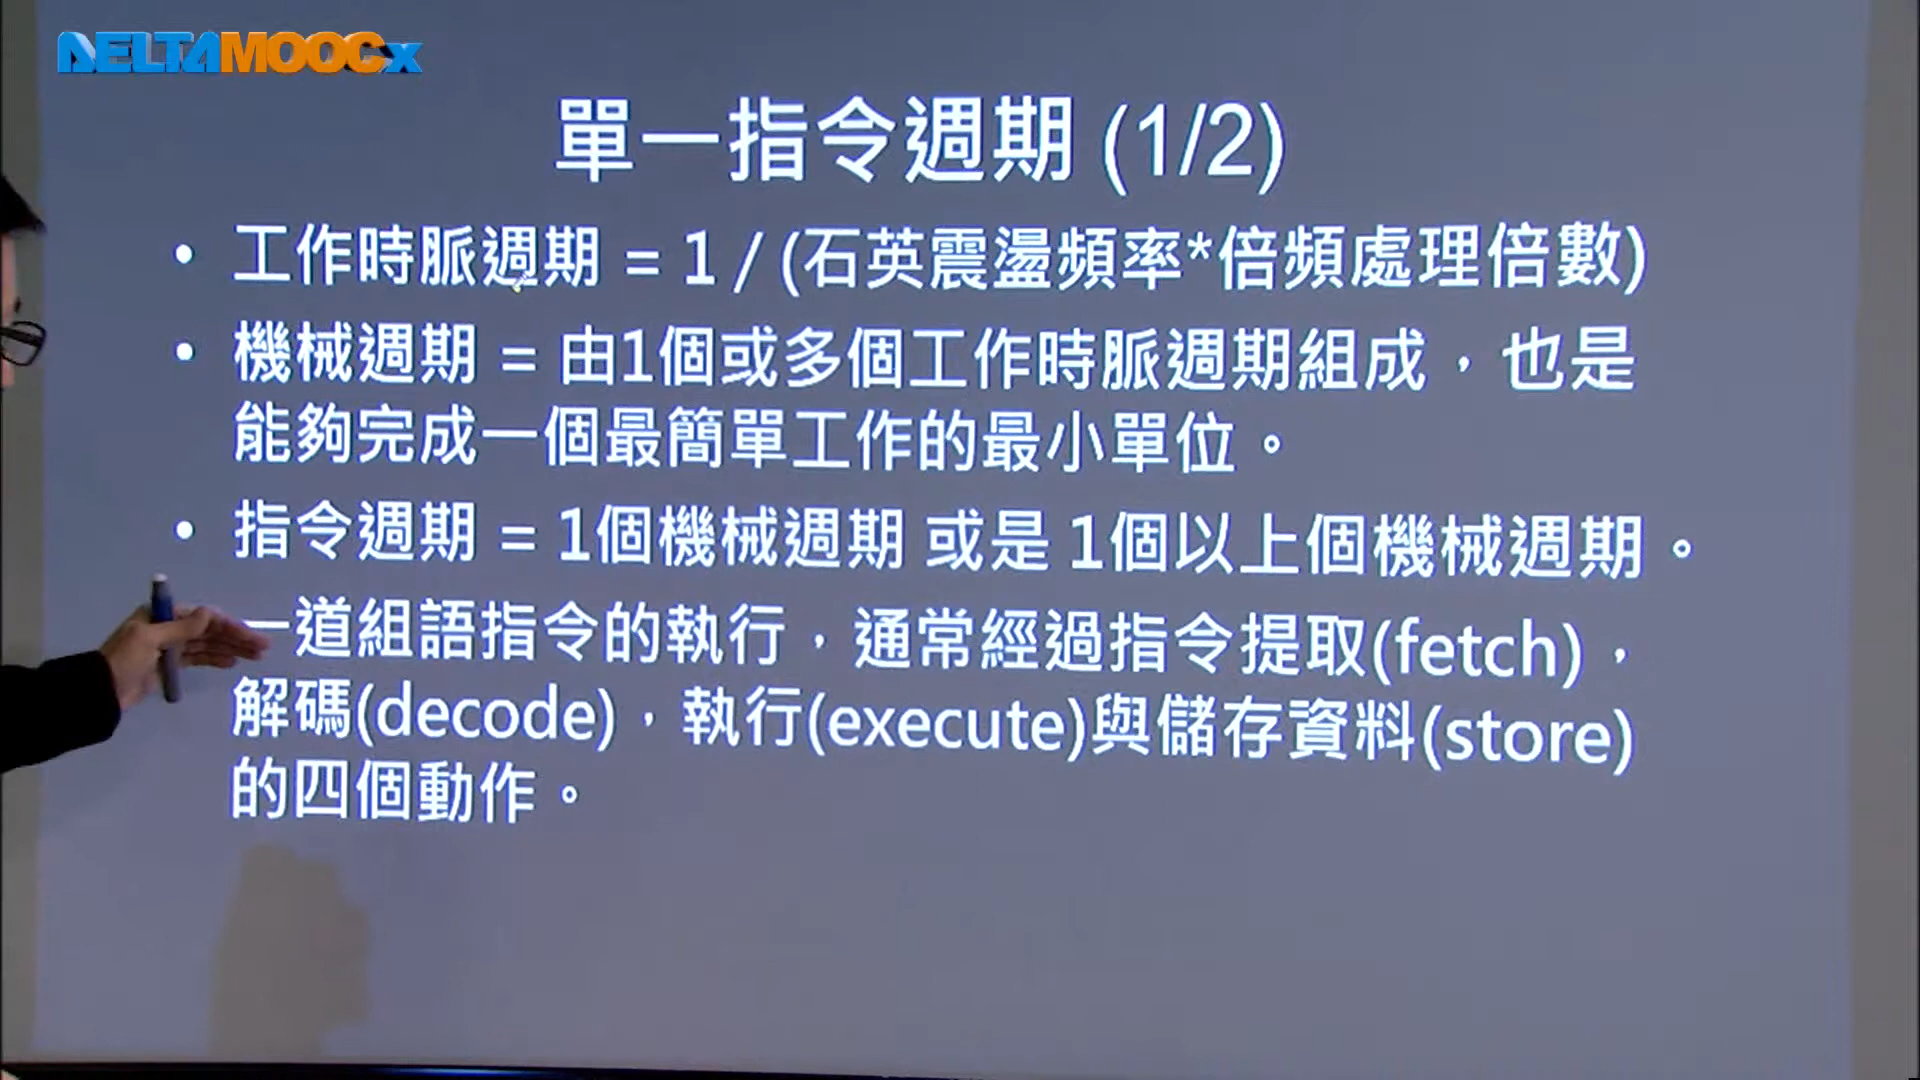 DELTAMOOCx
單一指令週期 (1/2)
• 工作時脈週期 = 1 / (石英震盪頻率*倍頻處理倍數)
• 機械週期 = 由1個或多個工作時脈週期組成，也是
能夠完成一個最簡單工作的最小單位。
• 指令週期 = 1個機械週期 或是 1個以上個機械週期。
一道組語指令的執行，通常經過指令提取(fetch)，
解碼(decode)，執行(execute)與儲存資料(store)
的四個動作。